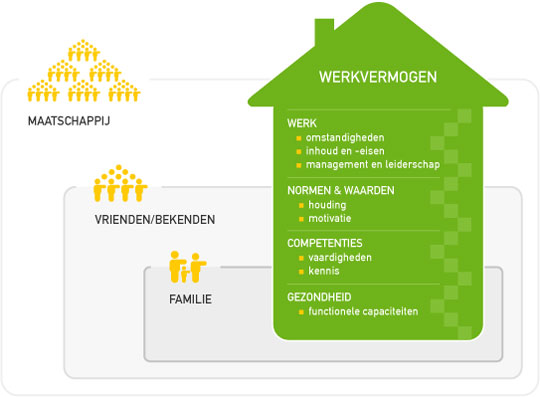 WERKVERMOGEN
MAATSCHAPPIJ
WERK
omstandigheden
inhoud en -eisen
management en leiderschap
NORMEN & WAARDEN
houding
motivatie
VRIENDEN/BEKENDEN
COMPETENTIES
vaardigheden
kennis
FAMILIE
GEZONDHEID
functionele capaciteiten